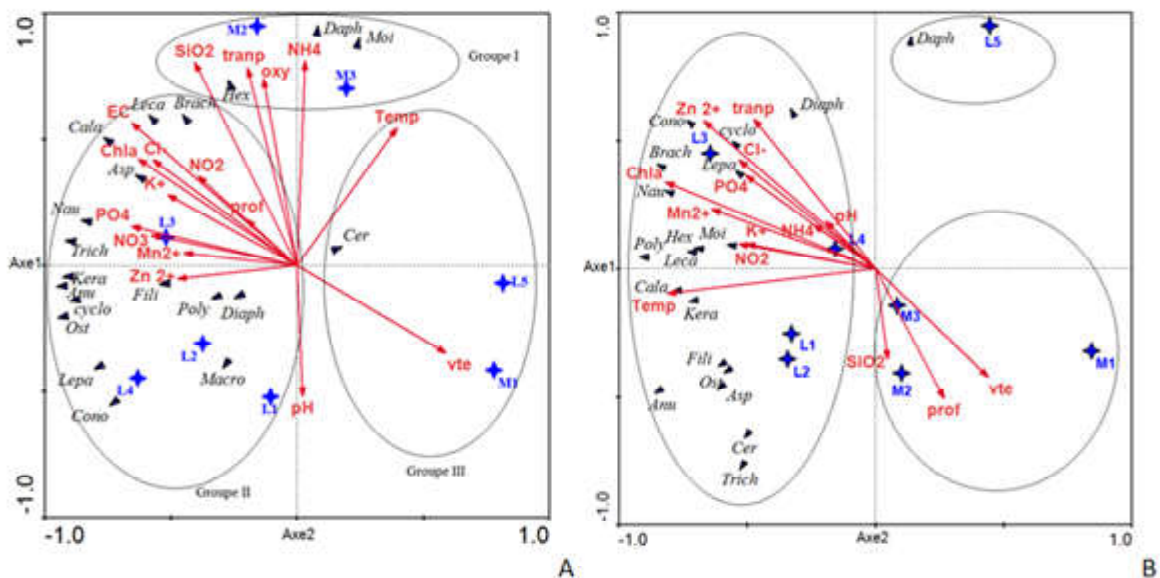 1.0
M2
Daph
Moi
SiO2
tranp
NH4
oxy
Groupe I
M3
Hex
EC
Leca
Brach
Temp
Cala
Chla
Cl-
NO2
Asp
K+
Nau
PO4
L3
prof
NO3
Trich
Mn2+
Cer
Axe1
Kera
Zn 2+
Anu
Fili
cyclo
Poly
Diaph
L5
Ost
L2
vte
Lepa
Macro
M1
L4
Cono
L1
pH
Groupe III
Groupe II
-1.0
-1.0
Axe2
1.0
A
1.0
Daph
L5
Zn 2+
tranp
Diaph
Cono
cyclo
L3
Cl-
Brach
Lepa
Chla
PO4
Nau
Mn2+
pH
NH4
K+
Hex
Moi
L4
Poly
Leca
NO2
Axe1
Cala
Temp
Kera
M3
L1
SiO2
L2
M1
Fili
M2
vte
Os
Asp
Anu
prof
Cer
Trich
-1.0
-1.0
Axe2
1.0
B